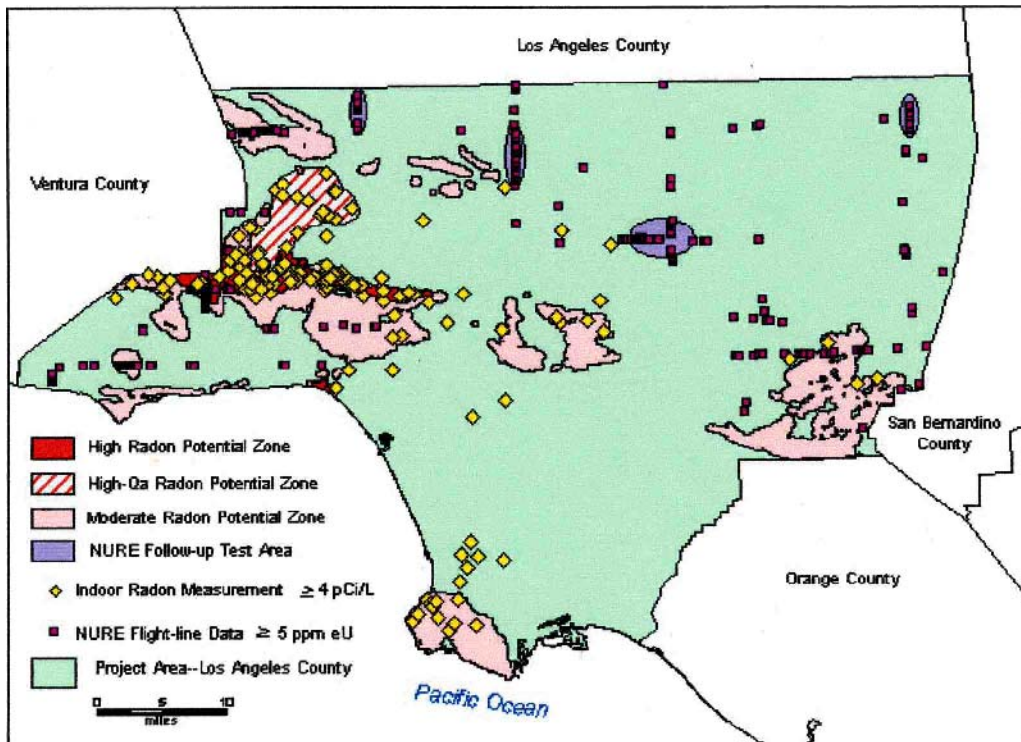 Los Angeles County
Ventura County
San Bernardino
County
Orange County
High Radon Potential Zone
High-Qa Radon Potential Zone
Moderate Radon Potential Zone
NURE Follow-up Test Area
Indoor Radon Measurement ≥ 4 pCi/L
NURE Flight-line Data ≥ 5 ppm eU
Project Area--Los Angeles County
0 5 10
miles
Pacific Ocean